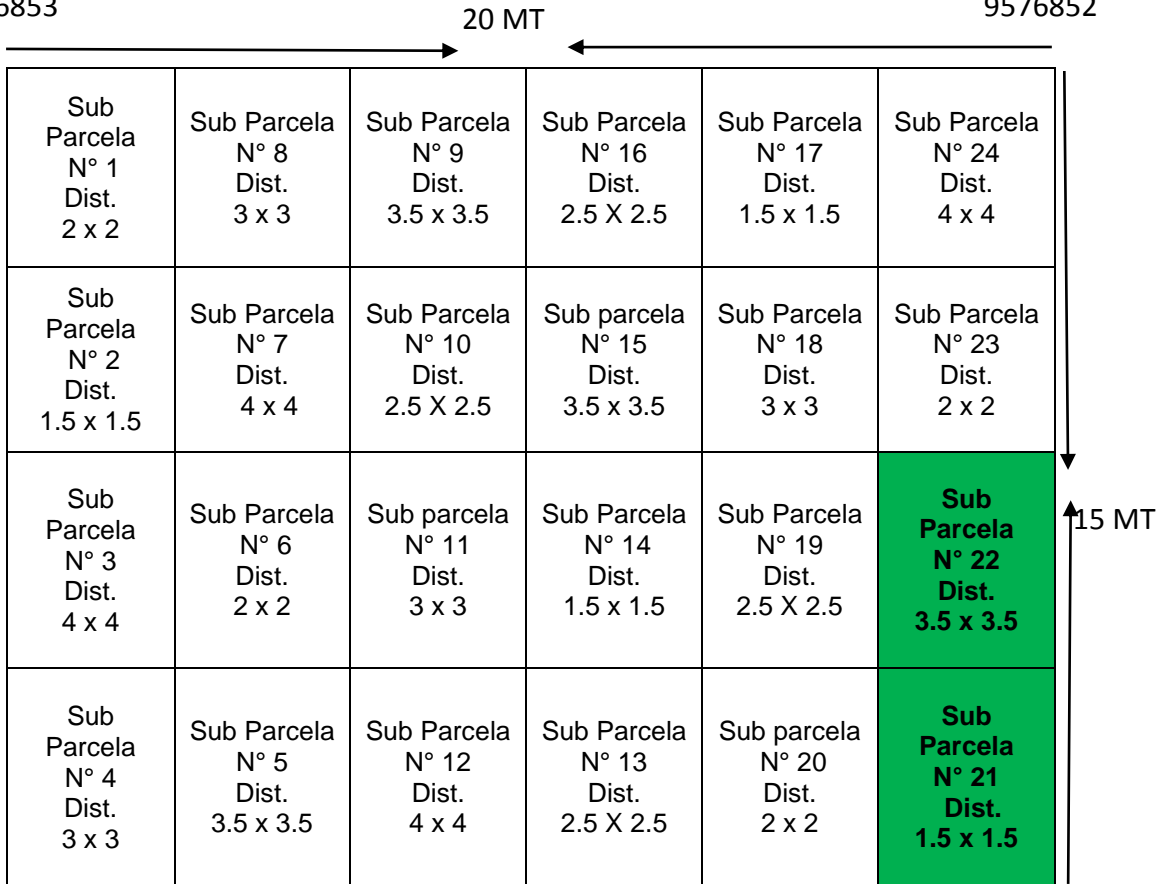 6853
20 MT
9576852
Sub
Parcela
N° 1
Dist.
2 x 2
Sub Parcela
N° 8
Dist.
3 x 3
Sub Parcela
N° 9
Dist.
3.5 x 3.5
Sub Parcela
N° 16
Dist.
2.5 X 2.5
Sub Parcela
N° 17
Dist.
1.5 x 1.5
Sub Parcela
N° 24
Dist.
4 x 4
Sub
Parcela
N° 2
Dist.
1.5 x 1.5
Sub Parcela
N° 7
Dist.
4 x 4
Sub Parcela
N° 10
Dist.
2.5 X 2.5
Sub parcela
N° 15
Dist.
3.5 x 3.5
Sub Parcela
N° 18
Dist.
3 x 3
Sub Parcela
N° 23
Dist.
2 x 2
Sub
Parcela
N° 3
Dist.
4 x 4
Sub Parcela
N° 6
Dist.
2 x 2
Sub parcela
N° 11
Dist.
3 x 3
Sub Parcela
N° 14
Dist.
1.5 x 1.5
Sub Parcela
N° 19
Dist.
2.5 X 2.5
Sub
Parcela
N° 22
Dist.
3.5 x 3.5
15 MT
Sub
Parcela
N° 4
Dist.
3 x 3
Sub Parcela
N° 5
Dist.
3.5 x 3.5
Sub Parcela
N° 12
Dist.
4 x 4
Sub Parcela
N° 13
Dist.
2.5 X 2.5
Sub parcela
N° 20
Dist.
2 x 2
Sub
Parcela
N° 21
Dist.
1.5 x 1.5